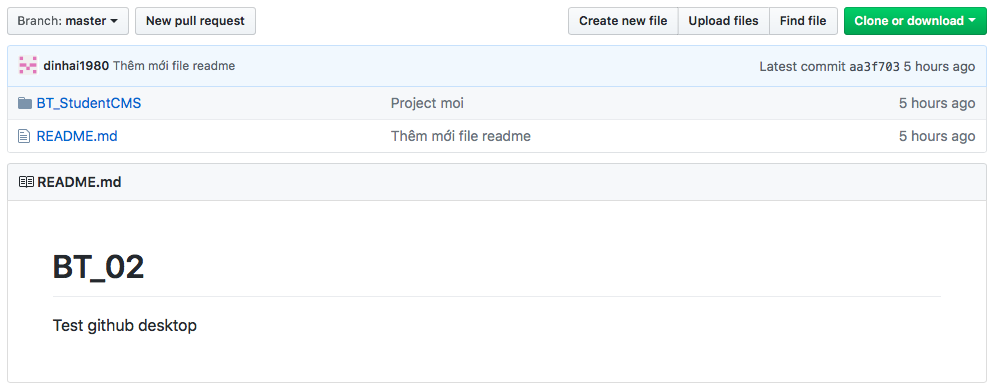 Branch: master New pull request Create new file Upload files Find file Clone or download
dinhai1980 Thêm mới file readme Latest commit aa3f703 5 hours ago
BT_StudentCMS Project moi 5 hours ago
README.md Thêm mới file readme 5 hours ago
README.md
BT_02
Test github desktop